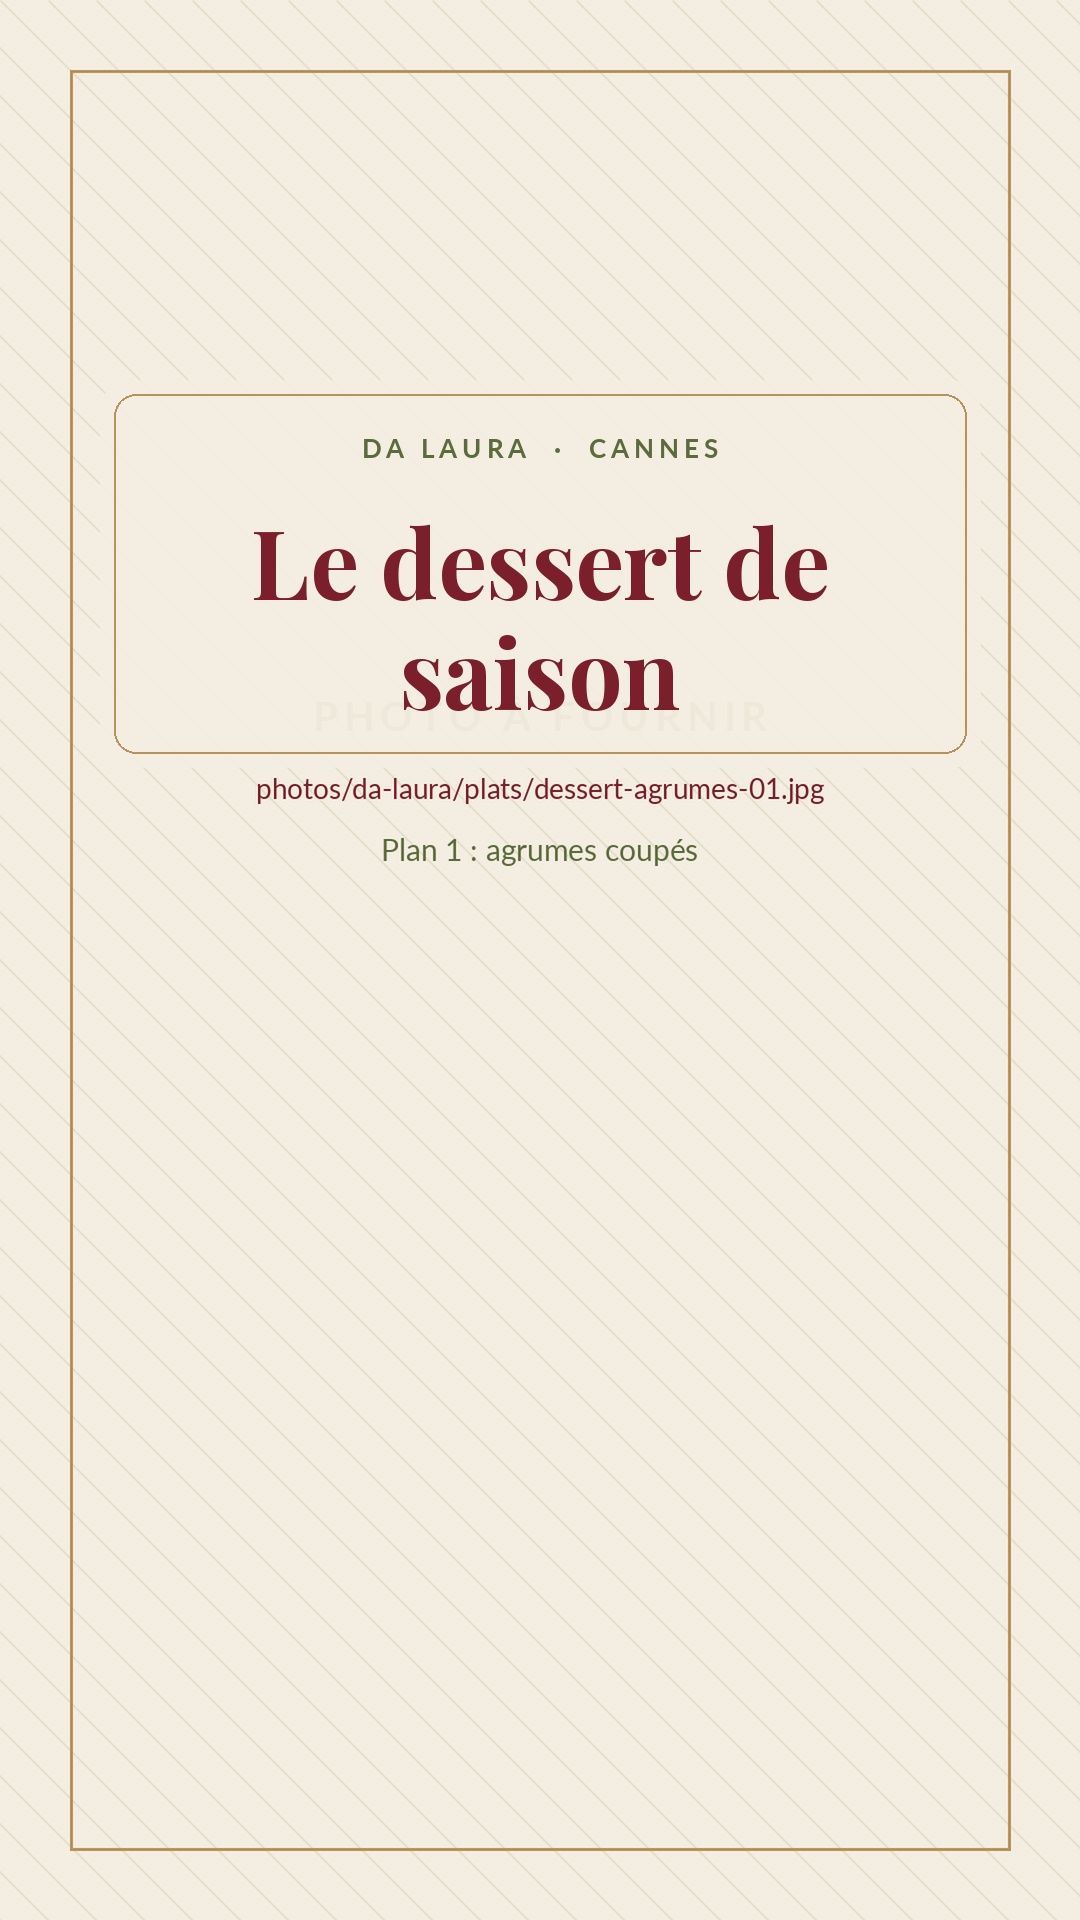 DA LAURA · CANNES
Le dessert de
saison
PHOTO À FOURNIR
photos/da-laura/plats/dessert-agrumes-01.jpg
Plan 1 : agrumes coupés